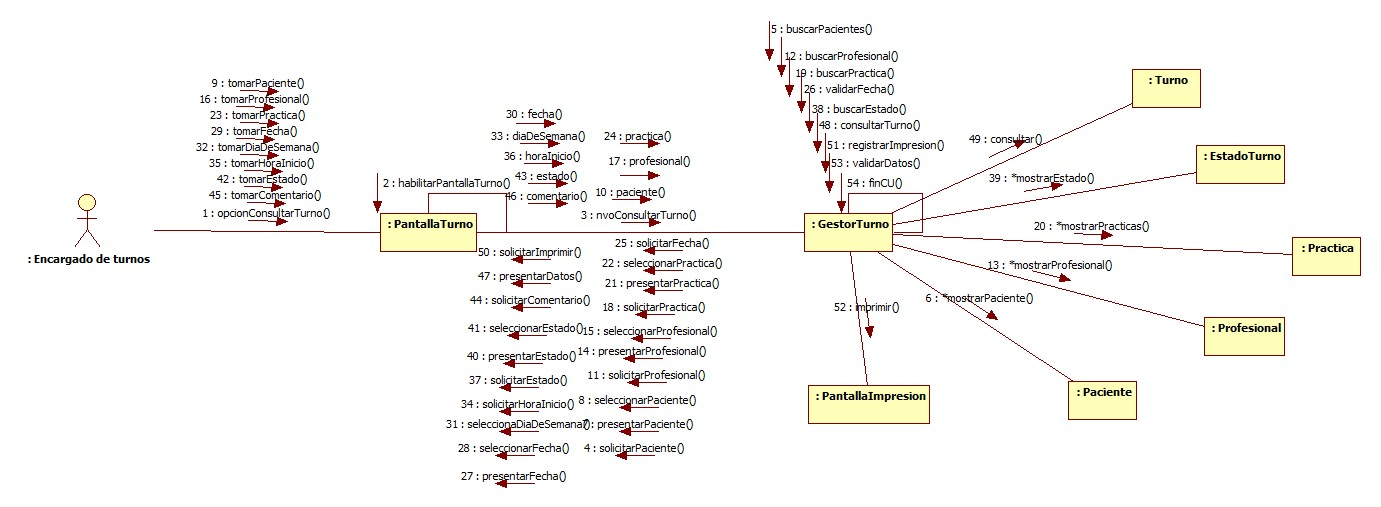 5 : buscarPacientes()
12 : buscarProfesional()
19 : buscarPractica()
26 : validarFecha()
38 : buscarEstado()
48 : consultarTurno()
51 : registrarImpresion()
53 : validarDatos()
54 : finCU()
9 : tomarPaciente()
16 : tomarProfesional()
23 : tomarPractica()
29 : tomarFecha()
32 : tomarDiaDeSemana()
35 : tomarHoraInicio()
42 : tomarEstado()
45 : tomarComentario()
1 : opcionConsultarTurno()
2 : habilitarPantallaTurno()
30 : fecha()
33 : diaDeSemana()
36 : horaInicio()
43 : estado()
46 : comentario()
24 : practica()
17 : profesional()
10 : paciente()
3 : nvoConsultarTurno()
: Encargado de turnos
: PantallaTurno
: GestorTurno
: Turno
49 : consultar()
: EstadoTurno
39 : *mostrarEstado()
20 : *mostrarPracticas()
: Practica
13 : *mostrarProfesional()
: Profesional
6 : *mostrarPaciente()
: Paciente
52 : imprimir()
: PantallaImpresion
50 : solicitarImprimir()
47 : presentarDatos()
44 : solicitarComentario()
41 : seleccionarEstado()
40 : presentarEstado()
37 : solicitarEstado()
34 : solicitarHoraInicio()
31 : seleccionaDiaDeSemana()
28 : seleccionarFecha()
27 : presentarFecha()
25 : solicitarFecha()
22 : seleccionarPractica()
21 : presentarPractica()
18 : solicitarPractica()
15 : seleccionarProfesional()
14 : presentarProfesional()
11 : solicitarProfesional()
8 : seleccionarPaciente()
7 : presentarPaciente()
4 : solicitarPaciente()